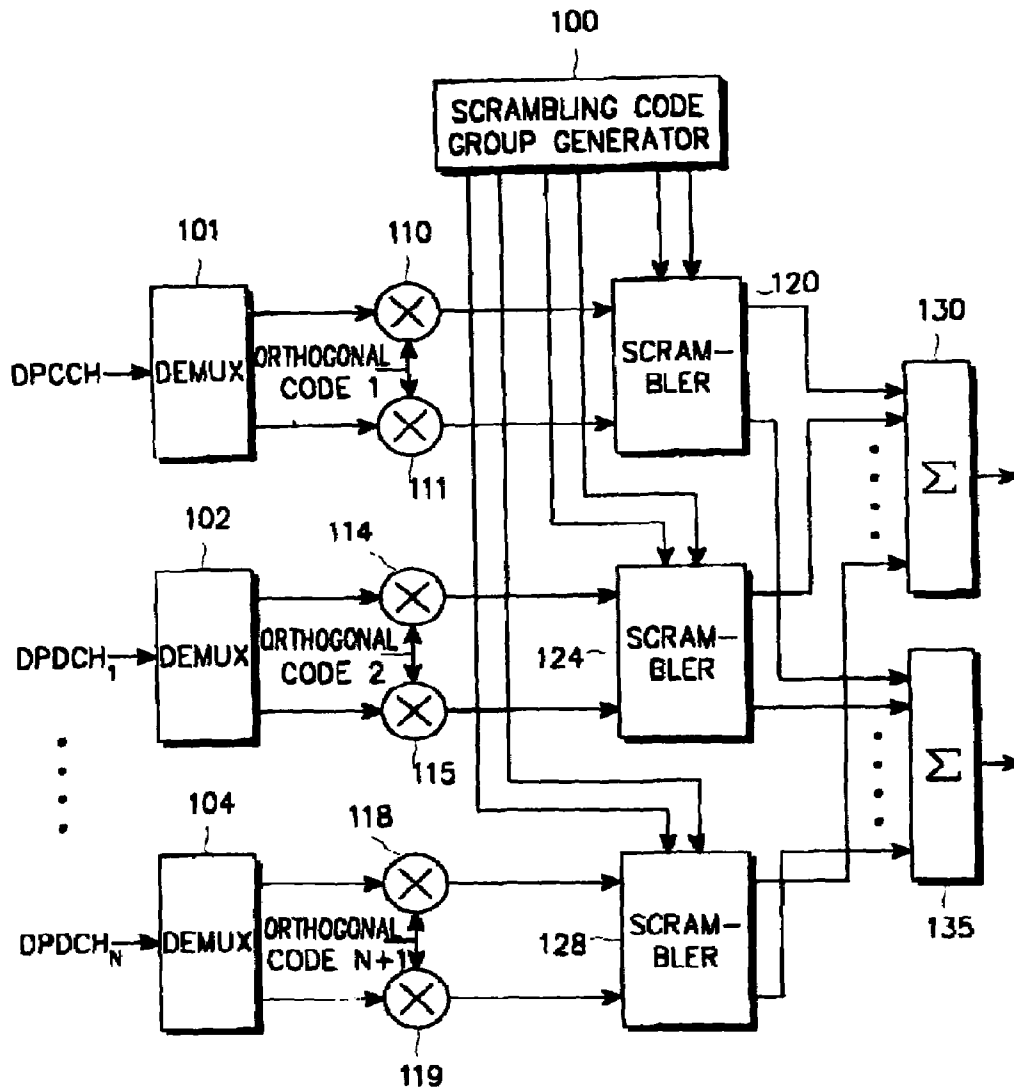 100
SCRAMBLING CODE
GROUP GENERATOR
101
110
120
130
DPCCH
DEMUX
ORTHOGONAL
CODE 1
SCRAM-
BLER
Σ
111
102
114
DPDCH1
DEMUX
ORTHOGONAL
CODE 2
124
SCRAM-
BLER
115
Σ
104
118
135
DPDCHN
DEMUX
ORTHOGONAL
CODE N+1
128
SCRAM-
BLER
119